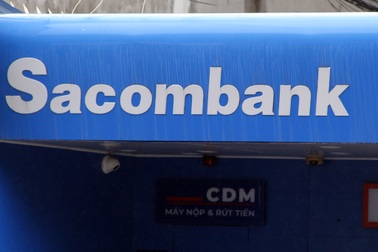 Sacombank
CDM
MÁY NỘP & RÚT TIỀN